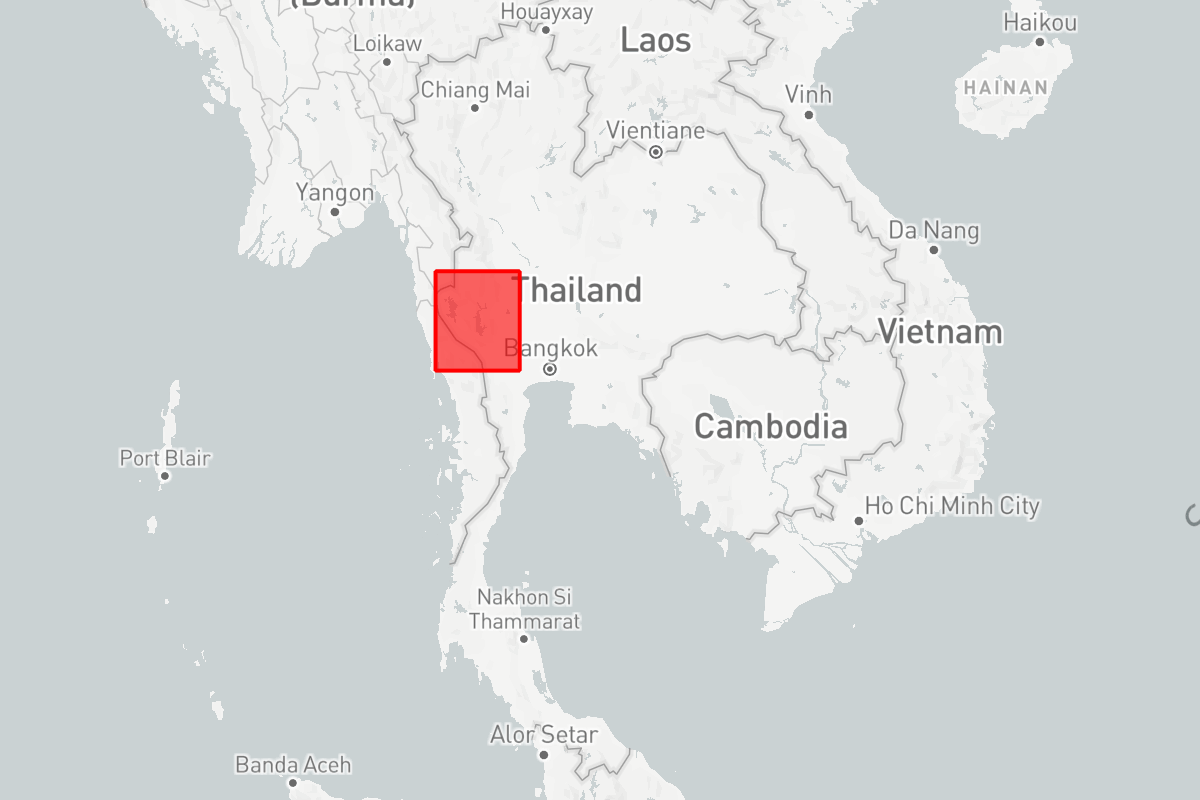 (Burma)
Houayxay
Haikou
Loikaw
Laos
Chiang Mai
HAINAN
Vinh
Vientiane
Yangon
Da Nang
Thailand
Vietnam
Bangkok
Cambodia
Port Blair
Ho Chi Minh City
Nakhon Si
Thammarat
Alor Setar
Banda Aceh